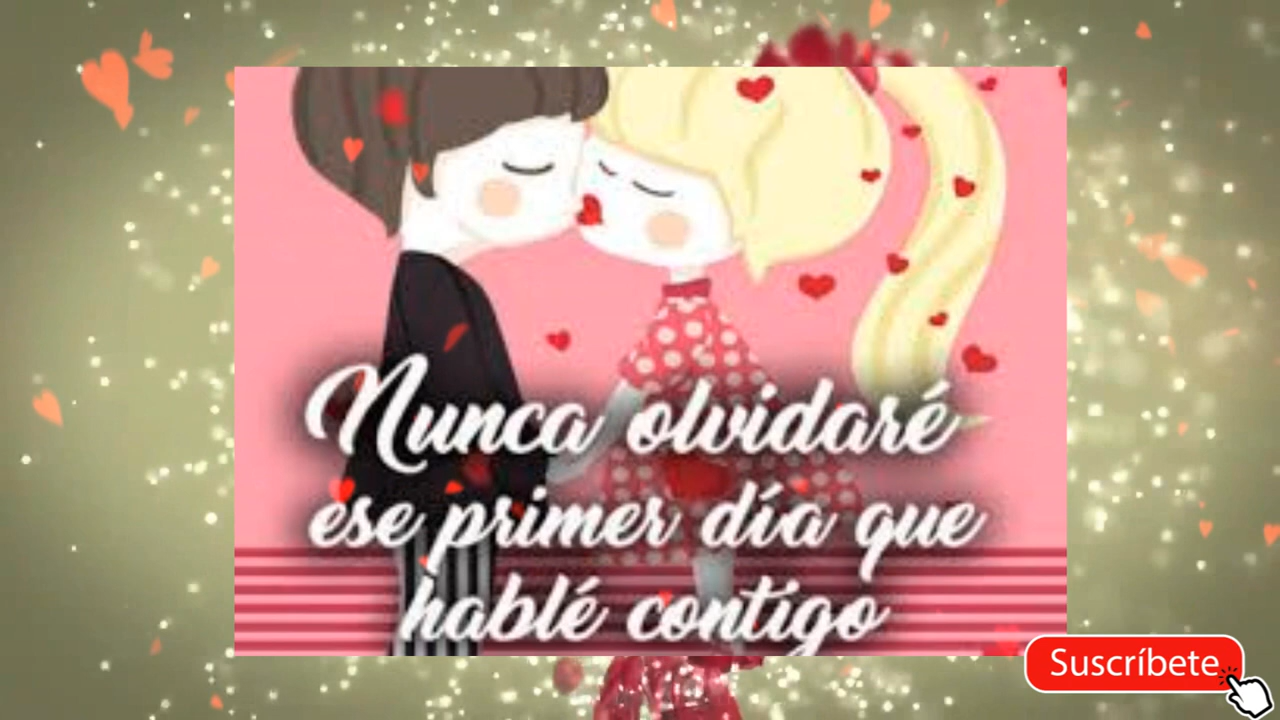 Nunca olvidaré
ese primer día que
hablé contigo
Suscríbete